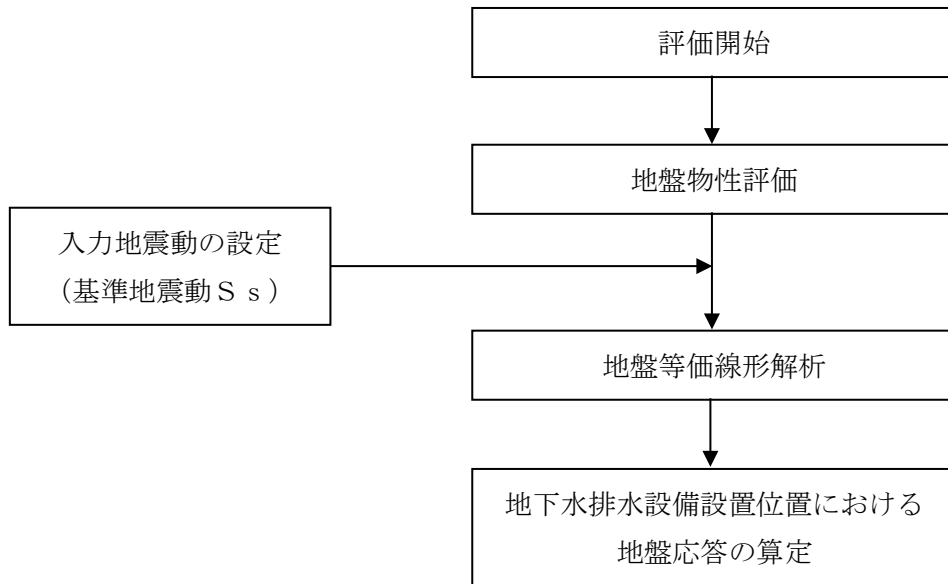 評価開始
地盤物性評価
入力地震動の設定
（基準地震動Ｓｓ）
地盤等価線形解析
地下水排水設備設置位置における
地盤応答の算定